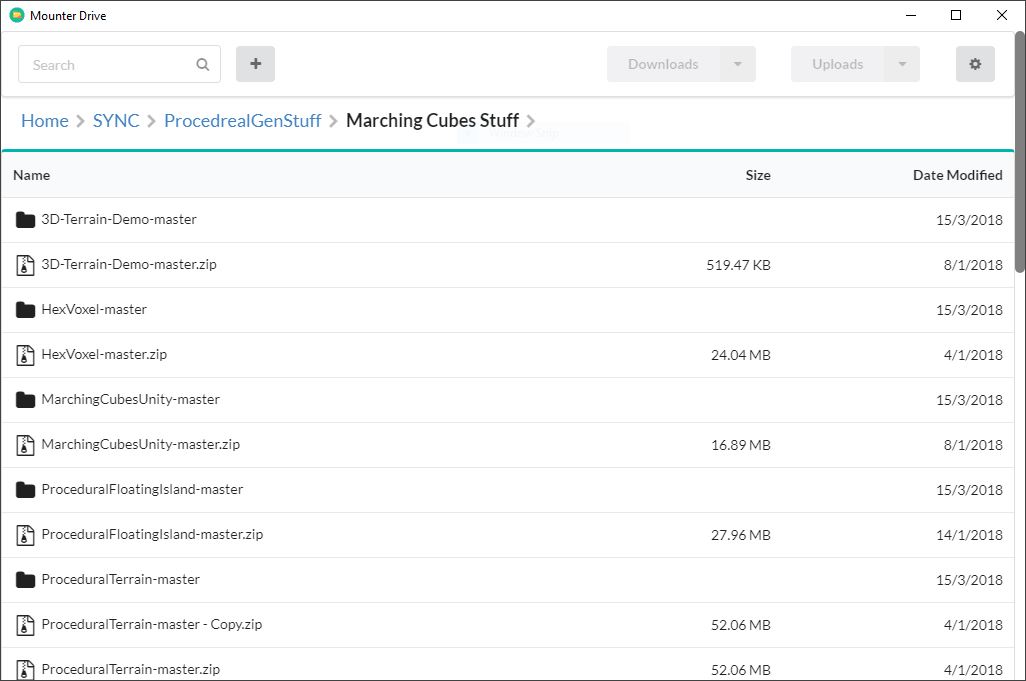 Mounter Drive
Search Downloads Uploads
Home SYNC ProcedrealGenStuff Marching Cubes Stuff
Window Snip
Name Size Date Modified
3D-Terrain-Demo-master 15/3/2018
3D-Terrain-Demo-master.zip 519.47 KB 8/1/2018
HexVoxel-master 15/3/2018
HexVoxel-master.zip 24.04 MB 4/1/2018
MarchingCubesUnity-master 15/3/2018
MarchingCubesUnity-master.zip 16.89 MB 8/1/2018
ProceduralFloatingIsland-master 15/3/2018
ProceduralFloatingIsland-master.zip 27.96 MB 14/1/2018
ProceduralTerrain-master 15/3/2018
ProceduralTerrain-master - Copy.zip 52.06 MB 4/1/2018
ProceduralTerrain-master.zip 52.06 MB 4/1/2018